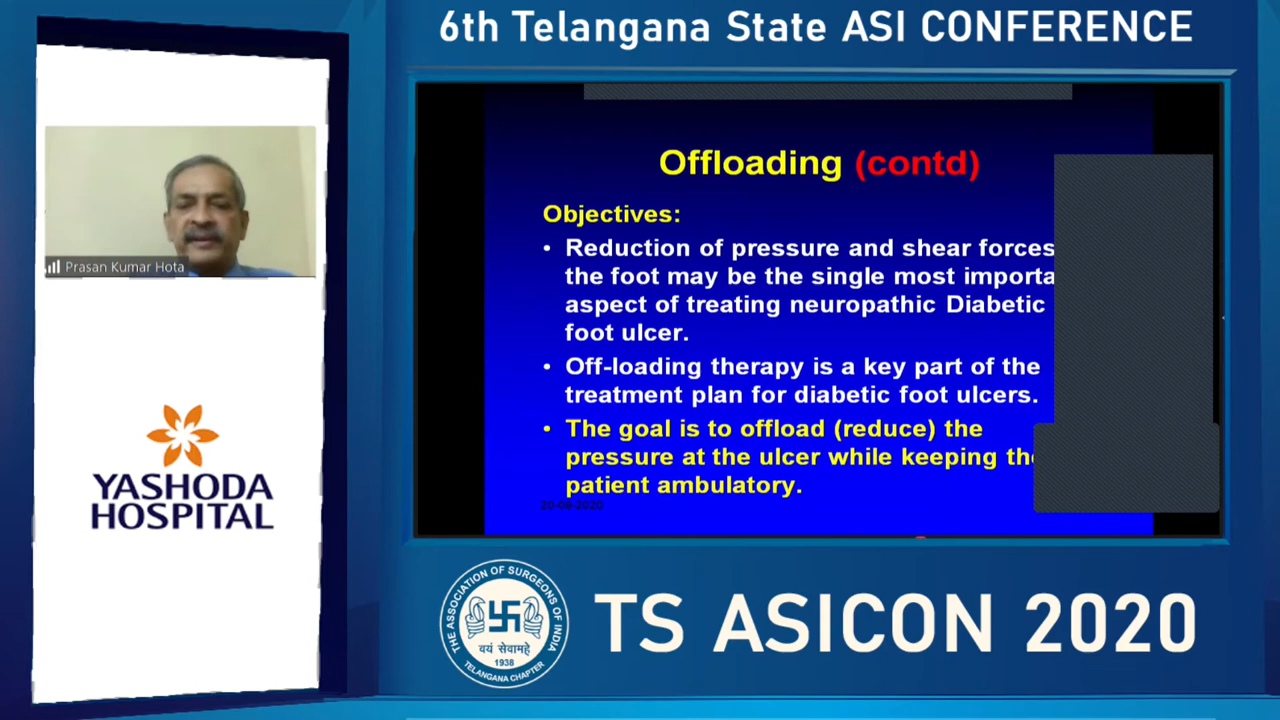 6th Telangana State ASI CONFERENCE
Prasan Kumar Hota
YASHODA
HOSPITAL
Offloading (contd)
Objectives:
• Reduction of pressure and shear forces
the foot may be the single most importa
aspect of treating neuropathic Diabetic
foot ulcer.
• Off-loading therapy is a key part of the
treatment plan for diabetic foot ulcers.
• The goal is to offload (reduce) the
pressure at the ulcer while keeping the
patient ambulatory.
20-06-2020
THE ASSOCIATION OF SURGEONS OF INDIA
वयं सेवामहे
1938
TELANGANA CHAPTER
TS ASICON 2020